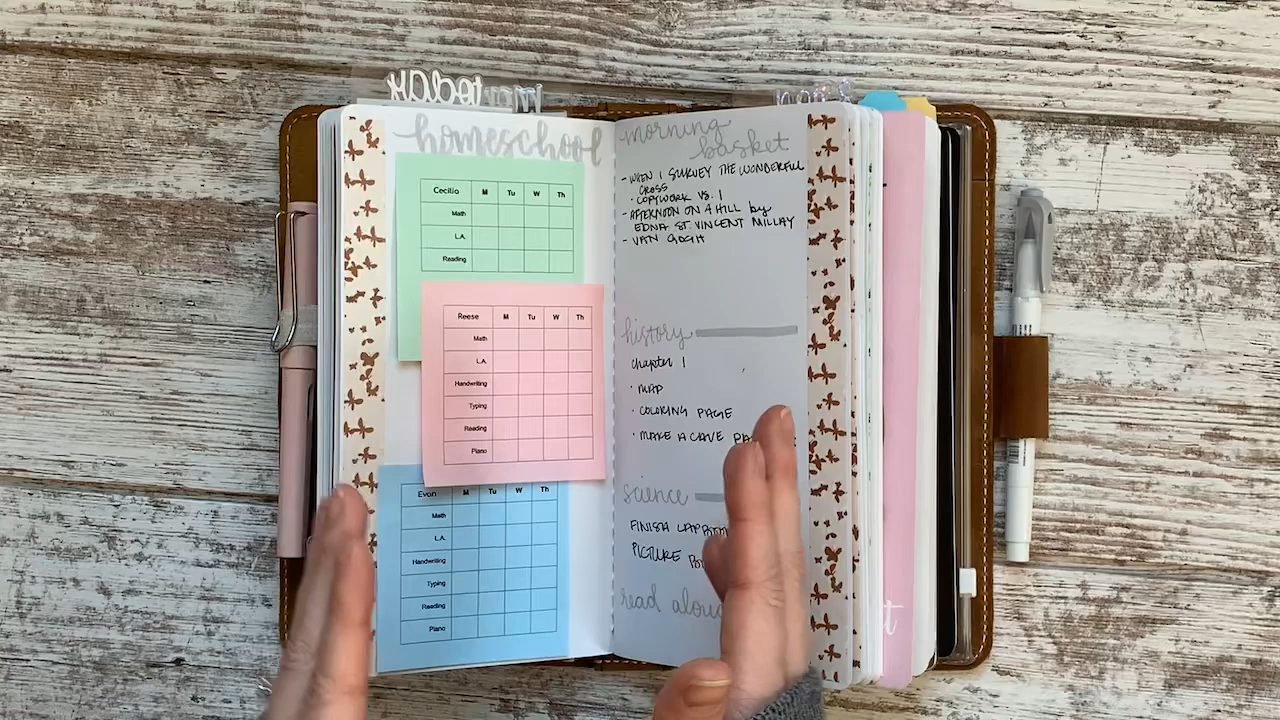 homeschool
Cecilia M Tu W Th
Math
L.A.
Reading
Reese M Tu W Th
Math
L.A.
Handwriting
Typing
Reading
Piano
Evan M Tu W Th
Math
L.A.
Handwriting
Typing
Reading
Piano
morning
basket
- WHEN I SURVEY THE WONDERFUL
CROSS
• COPYWORK VS. 1
- AFTERNOON ON A HILL by
EDNA ST. VINCENT MILLAY
- VAN GOGH
history
Chapter 1
• MAP
• COLORING PAGE
• MAKE A CAVE
science
FINISH
PICTURE
read aloud